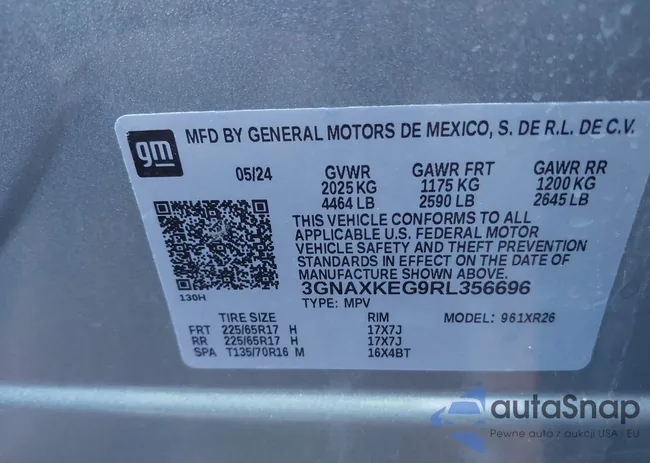 gm
MFD BY GENERAL MOTORS DE MEXICO, S. DE R.L. DE C.V.
05/24 GVWR GAWR FRT GAWR RR
2025 KG 1175 KG 1200 KG
4464 LB 2590 LB 2645 LB
THIS VEHICLE CONFORMS TO ALL
APPLICABLE U.S. FEDERAL MOTOR
VEHICLE SAFETY AND THEFT PREVENTION
STANDARDS IN EFFECT ON THE DATE OF
MANUFACTURE SHOWN ABOVE.
130H
3GNAXKEG9RL356696
TYPE: MPV
TIRE SIZE RIM MODEL: 961XR26
FRT 225/65R17 H 17X7J
RR 225/65R17 H 17X7J
SPA T135/70R16 M 16X4BT
autaSnap
Pewne auta z aukcji USA i EU